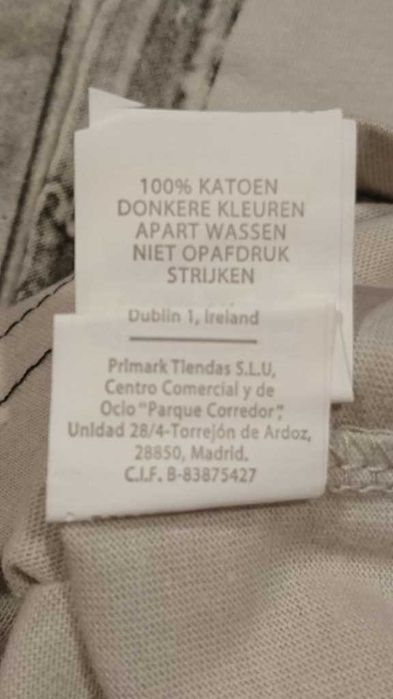 100% KATOEN
DONKERE KLEUREN
APART WASSEN
NIET OPAFDRUK
STRIJKEN
Dublin 1, Ireland
Primark Tiendas S.L.U,
Centro Comercial y de
Ocio "Parque Corredor",
Unidad 28/4-Torrejón de Ardoz,
28850, Madrid.
C.I.F. B-83875427